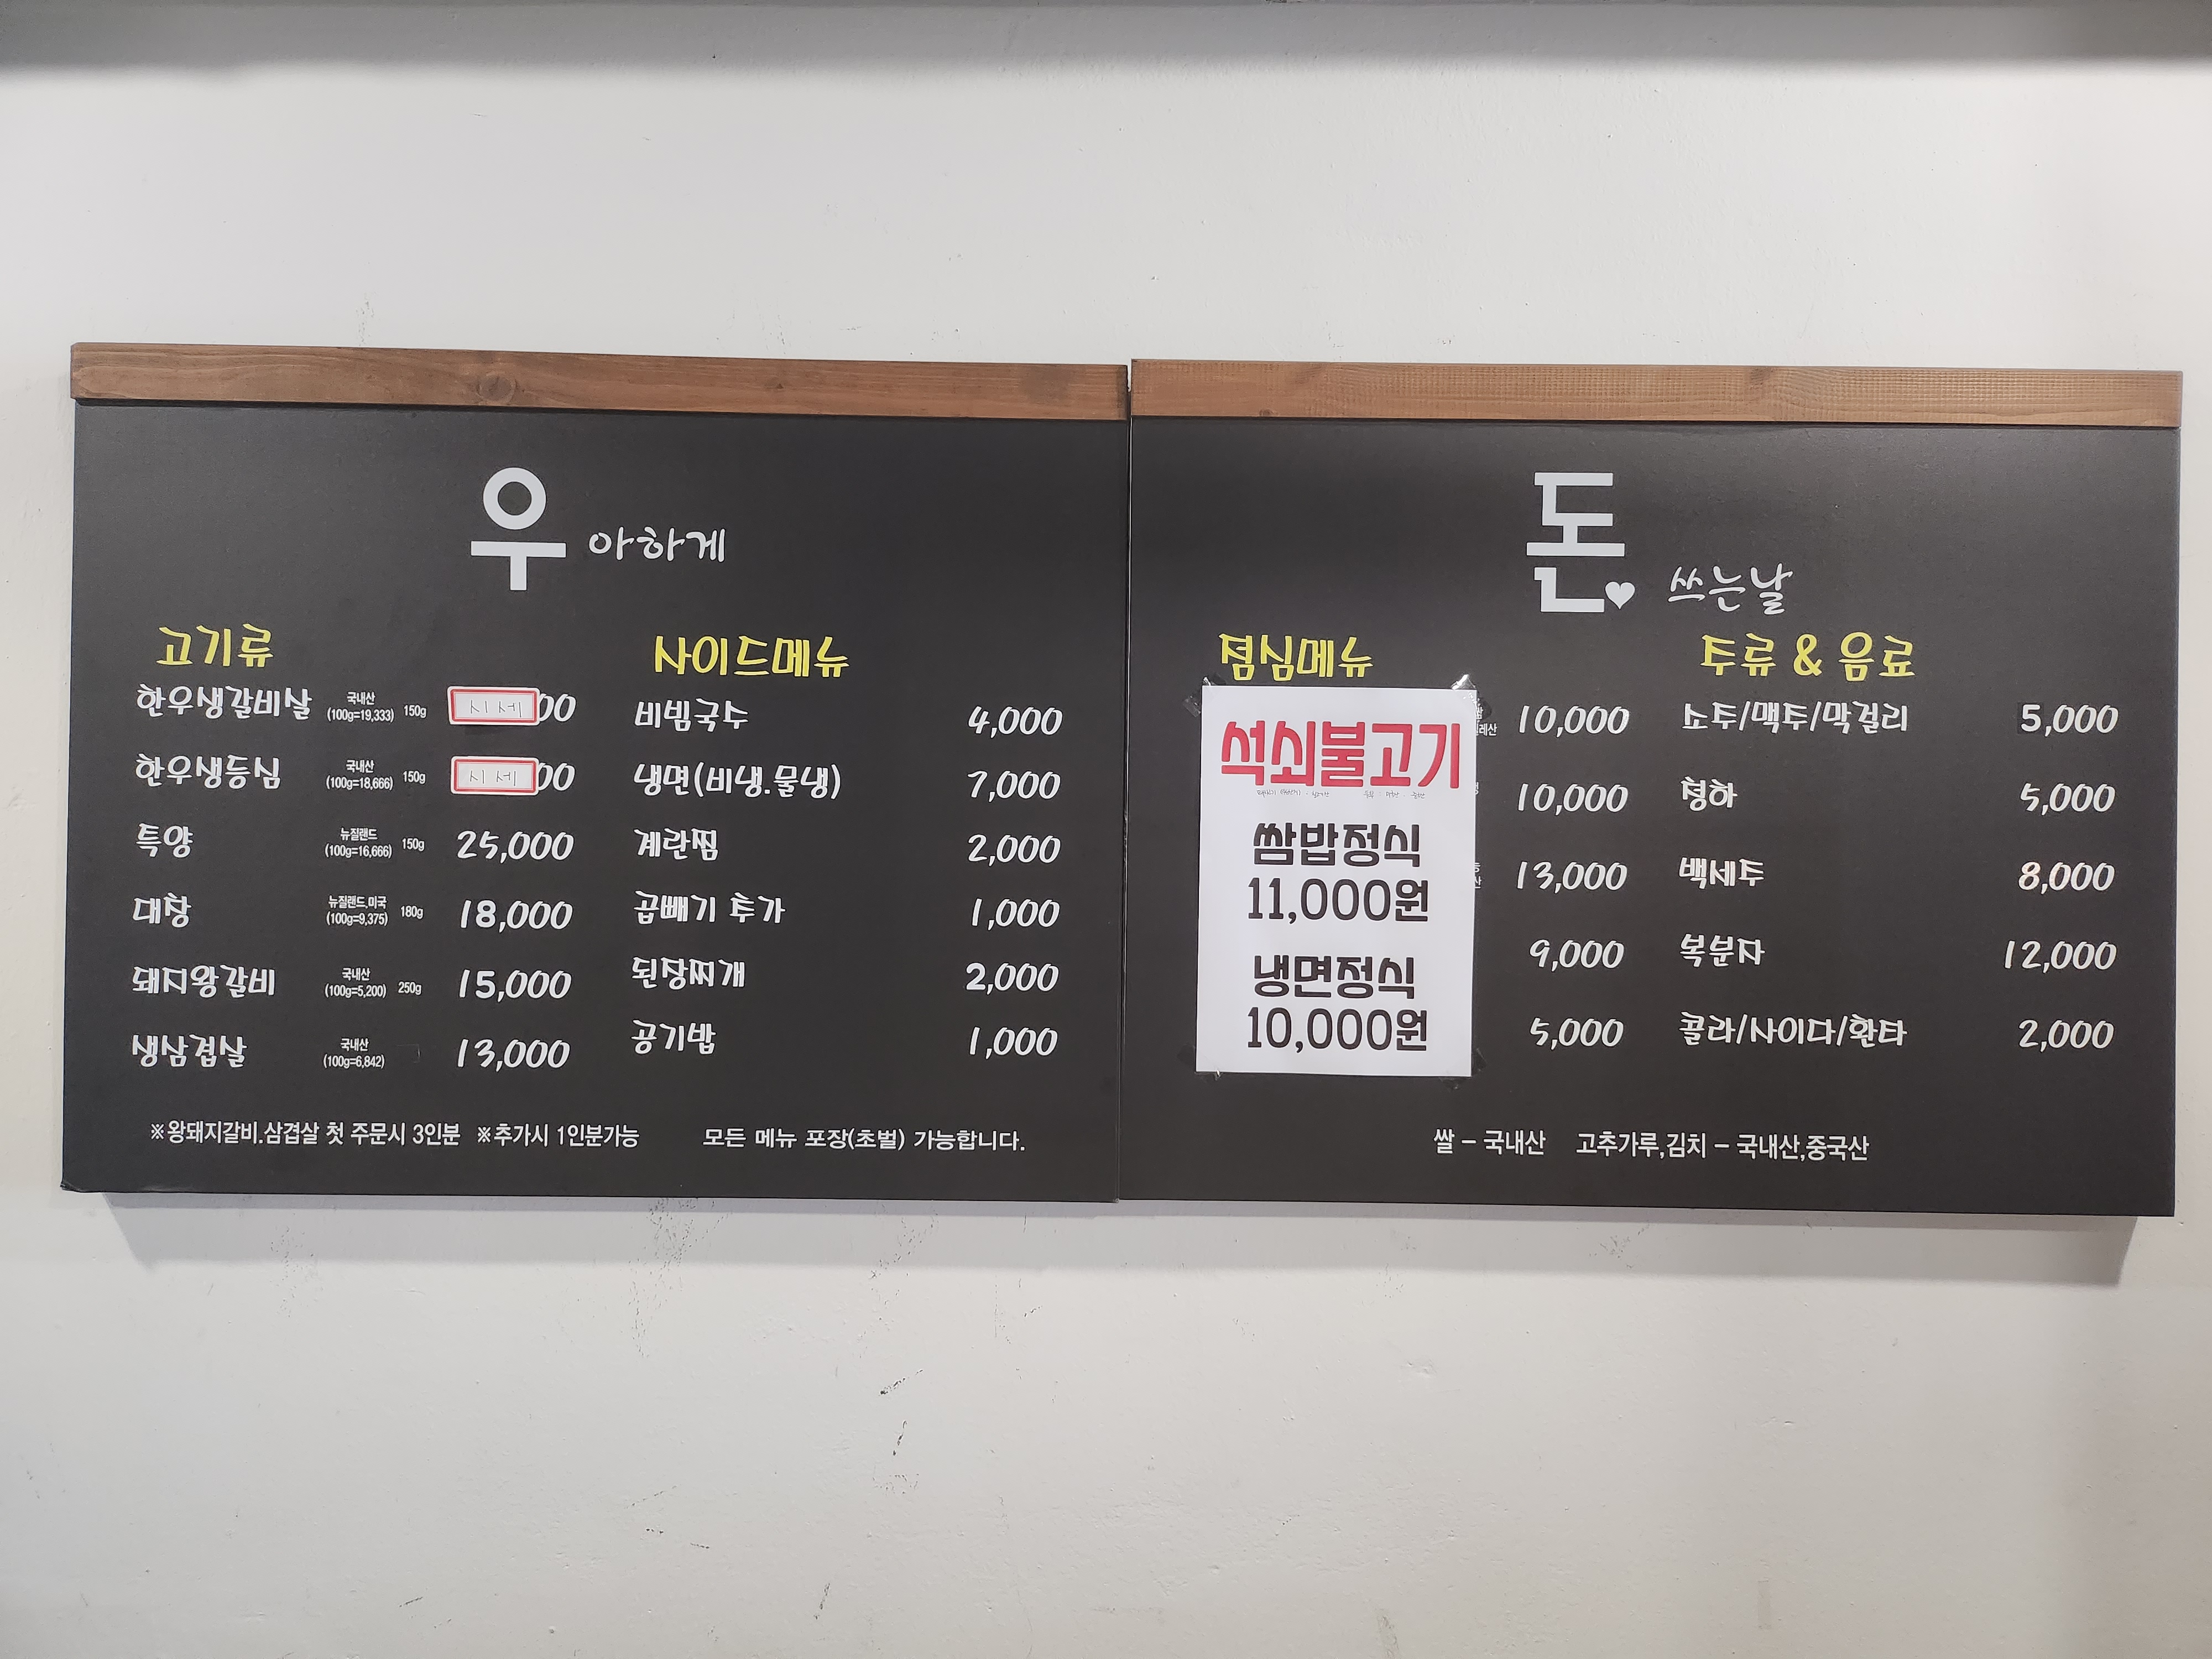 우 아하게
고기류
한우생갈비살 국내산 (100g=19,333) 150g 시세 00
한우생등심 국내산 (100g=18,666) 150g 시세 00
특양 뉴질랜드 (100g=16,666) 150g 25,000
대창 뉴질랜드,미국 (100g=9,375) 180g 18,000
돼지왕갈비 국내산 (100g=5,200) 250g 15,000
생삼겹살 국내산 (100g=6,842) 13,000
사이드메뉴
비빔국수 4,000
냉면(비냉.물냉) 7,000
계란찜 2,000
곱빼기 추가 1,000
된장찌개 2,000
공기밥 1,000
※왕돼지갈비.삼겹살 첫 주문시 3인분 ※추가시 1인분가능 모든 메뉴 포장(초벌) 가능합니다.
돈 쓰는날
점심메뉴
석쇠불고기
쌈밥정식
11,000원
냉면정식
10,000원
10,000
10,000
13,000
9,000
5,000
주류 & 음료
소주/맥주/막걸리 5,000
청하 5,000
백세주 8,000
복분자 12,000
콜라/사이다/환타 2,000
쌀 - 국내산 고추가루,김치 - 국내산,중국산